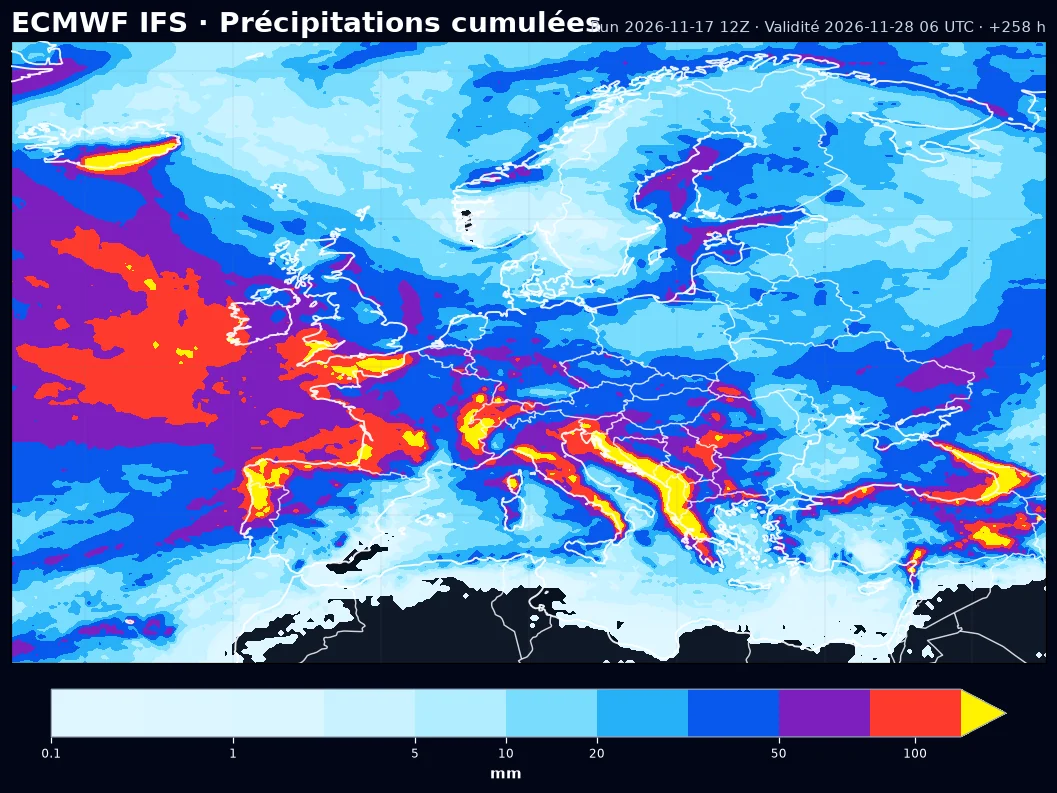 ECMWF IFS · Précipitations cumulées
Run 2026-11-17 12Z · Validité 2026-11-28 06 UTC · +258 h
0.1 1 5 10 20 50 100
mm